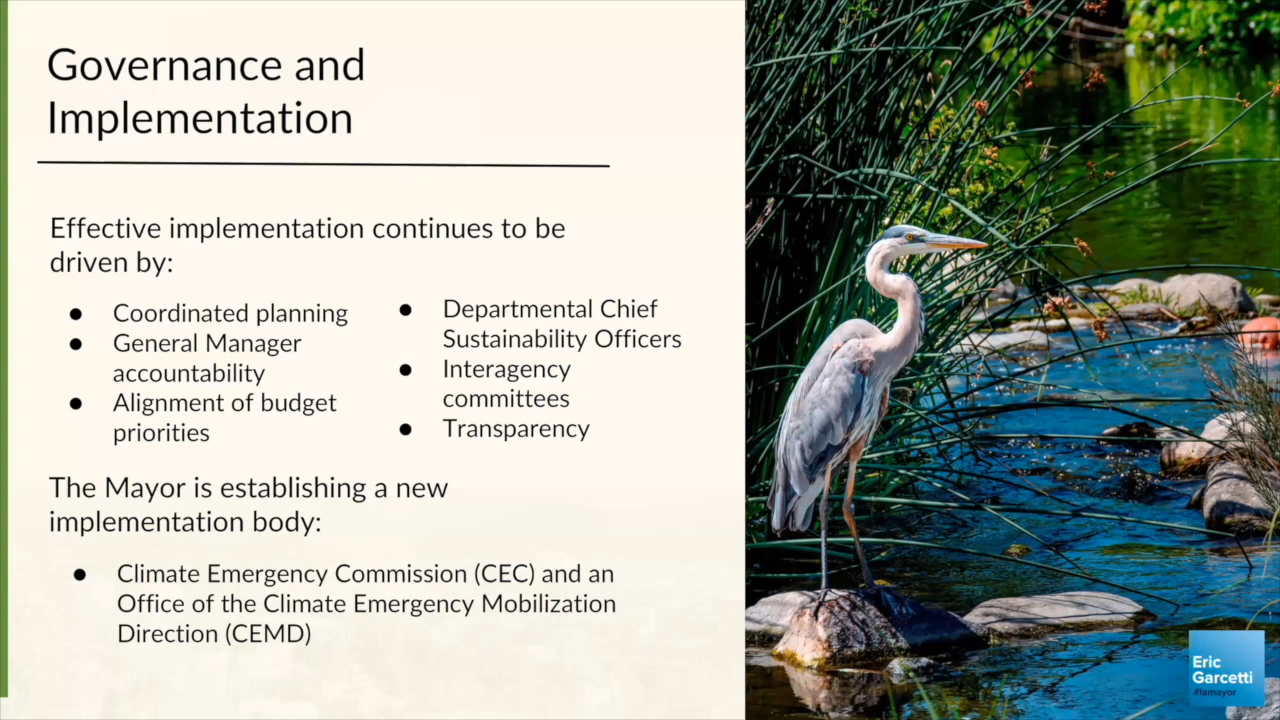 Governance and
Implementation
Effective implementation continues to be
driven by:
● Coordinated planning
● General Manager
accountability
● Alignment of budget
priorities
● Departmental Chief
Sustainability Officers
● Interagency
committees
● Transparency
The Mayor is establishing a new
implementation body:
● Climate Emergency Commission (CEC) and an
Office of the Climate Emergency Mobilization
Direction (CEMD)
Eric
Garcetti
#lamayor